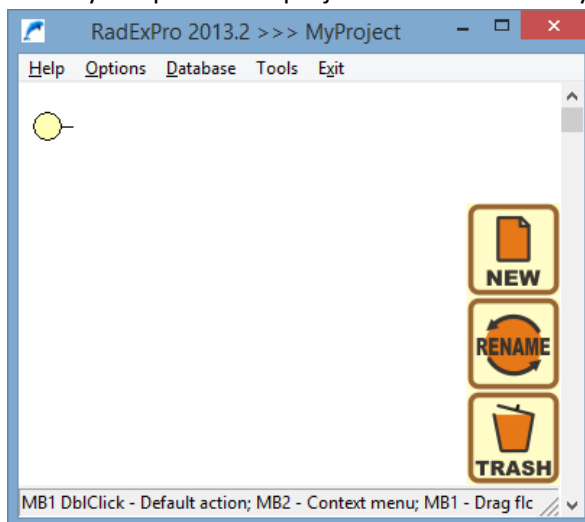 RadExPro 2013.2 >>> MyProject
Help Options Database Tools Exit
NEW
RENAME
TRASH
MB1 DblClick - Default action; MB2 - Context menu; MB1 - Drag flc